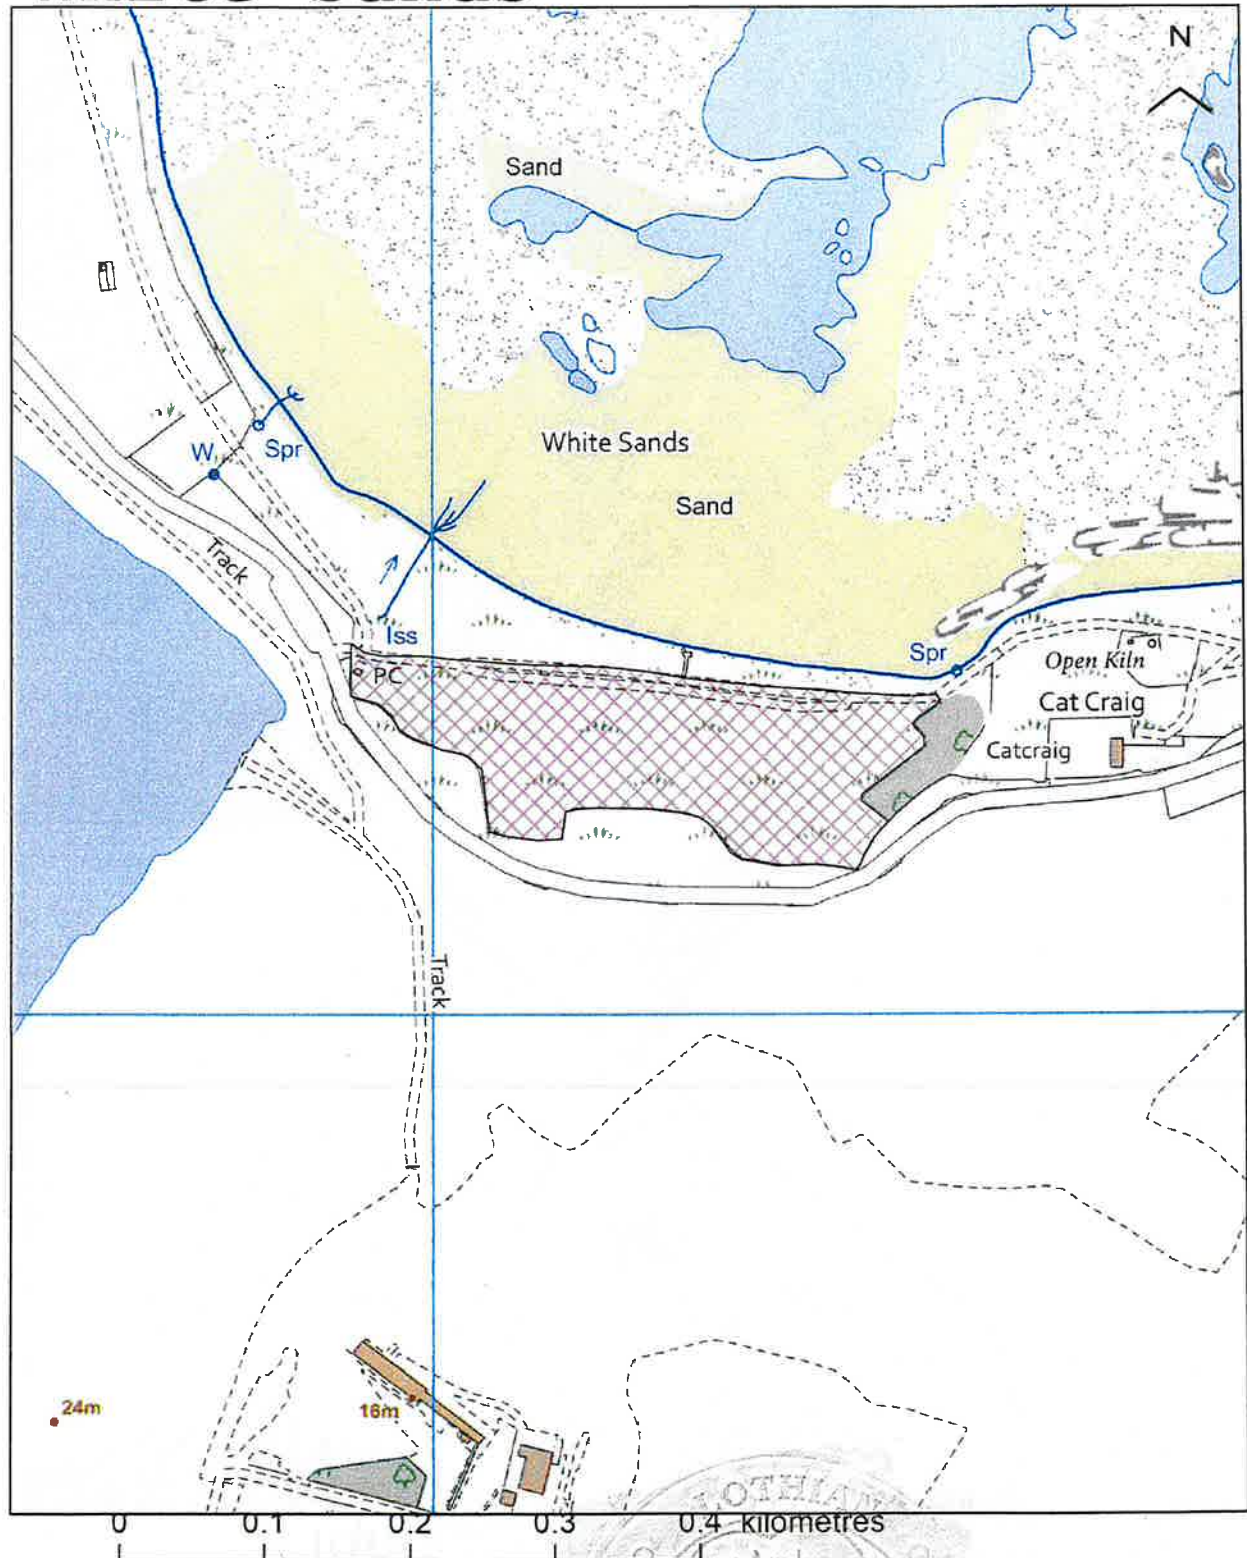 N
Sand
White Sands
Sand
W
Spr
Track
Iss
Spr
PC
Open Kiln
Cat Craig
Catcraig
Track
24m
16m
0 0.1 0.2 0.3 0.4 kilometres